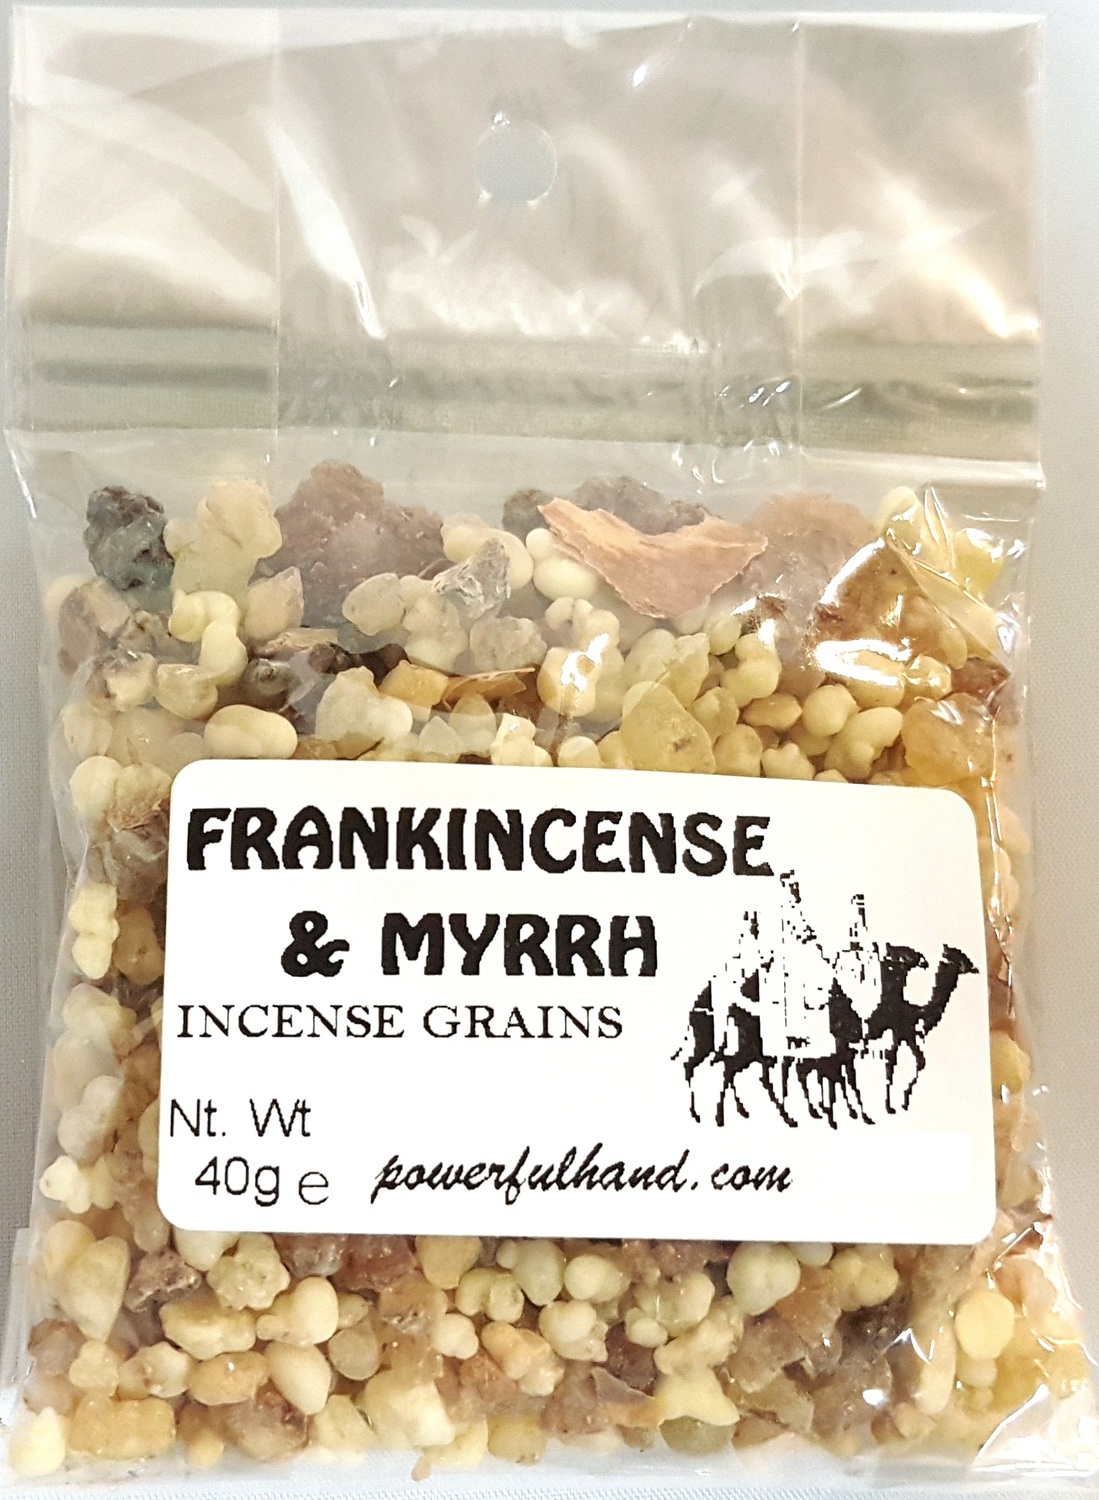 FRANKINCENSE
& MYRRH
INCENSE GRAINS
Nt. Wt
40g e powerfulhand.com